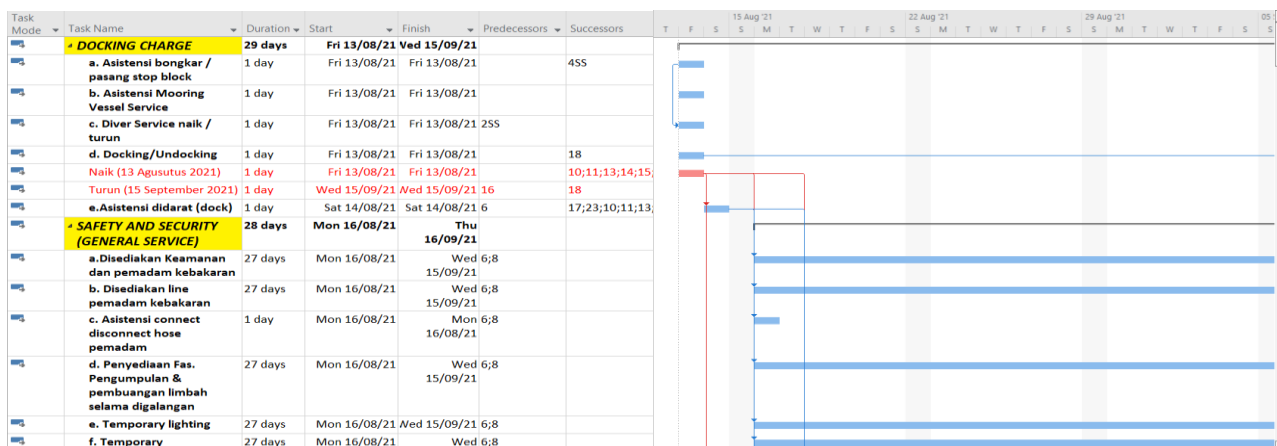 Task Mode Task Name Duration Start Finish Predecessors Successors
15 Aug '21 22 Aug '21 29 Aug '21 05
T F S S M T W T F S S M T W T F S S M T W T F S
DOCKING CHARGE 29 days Fri 13/08/21 Wed 15/09/21
a. Asistensi bongkar / 1 day Fri 13/08/21 Fri 13/08/21 4SS
pasang stop block
b. Asistensi Mooring 1 day Fri 13/08/21 Fri 13/08/21
Vessel Service
c. Diver Service naik / 1 day Fri 13/08/21 Fri 13/08/21 2SS
turun
d. Docking/Undocking 1 day Fri 13/08/21 Fri 13/08/21 18
Naik (13 Agusutus 2021) 1 day Fri 13/08/21 Fri 13/08/21 10;11;13;14;15;
Turun (15 September 2021) 1 day Wed 15/09/21 Wed 15/09/21 16 18
e.Asistensi didarat (dock) 1 day Sat 14/08/21 Sat 14/08/21 6 17;23;10;11;13;
SAFETY AND SECURITY 28 days Mon 16/08/21 Thu
(GENERAL SERVICE) 16/09/21
a.Disediakan Keamanan 27 days Mon 16/08/21 Wed 6;8
dan pemadam kebakaran 15/09/21
b. Disediakan line 27 days Mon 16/08/21 Wed 6;8
pemadam kebakaran 15/09/21
c. Asistensi connect 1 day Mon 16/08/21 Mon 6;8
disconnect hose 16/08/21
pemadam
d. Penyediaan Fas. 27 days Mon 16/08/21 Wed 6;8
Pengumpulan & 15/09/21
pembuangan limbah
selama digalangan
e. Temporary lighting 27 days Mon 16/08/21 Wed 15/09/21 6;8
f. Temporary 27 days Mon 16/08/21 Wed 6;8